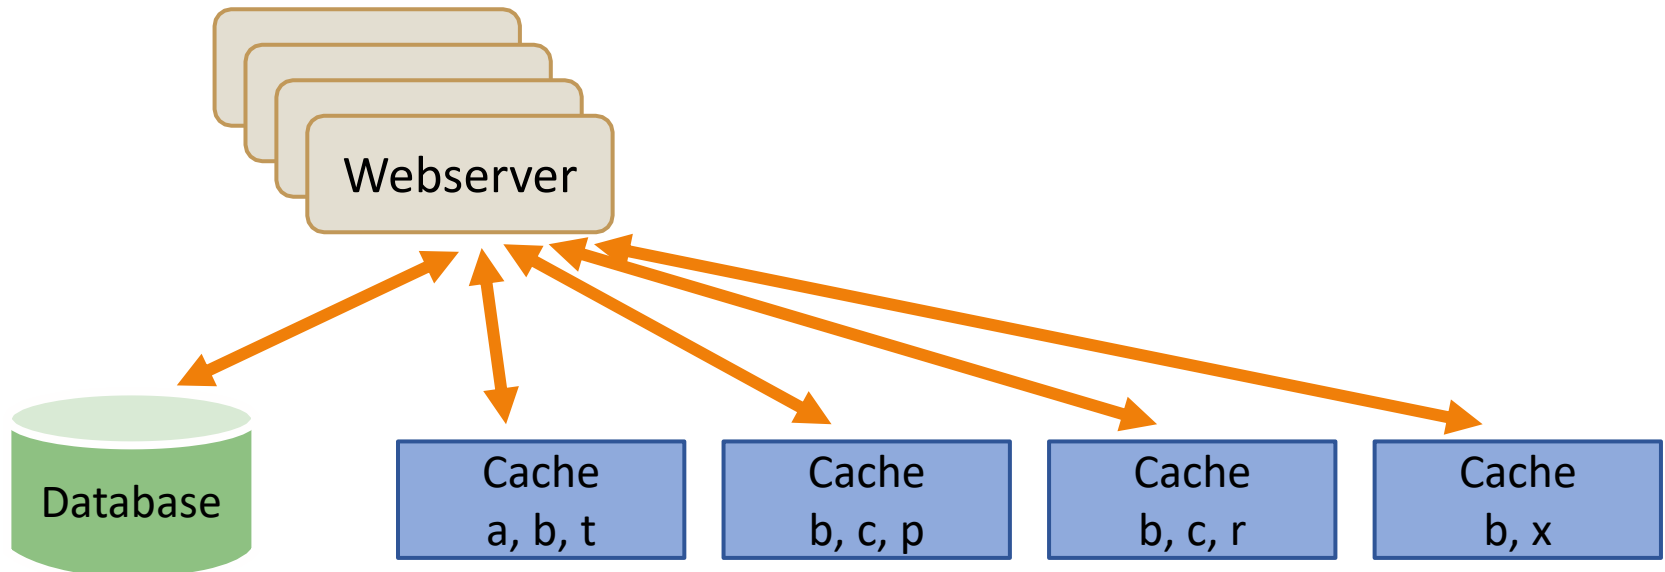 Webserver
Database
Cache
a, b, t
Cache
b, c, p
Cache
b, c, r
Cache
b, x